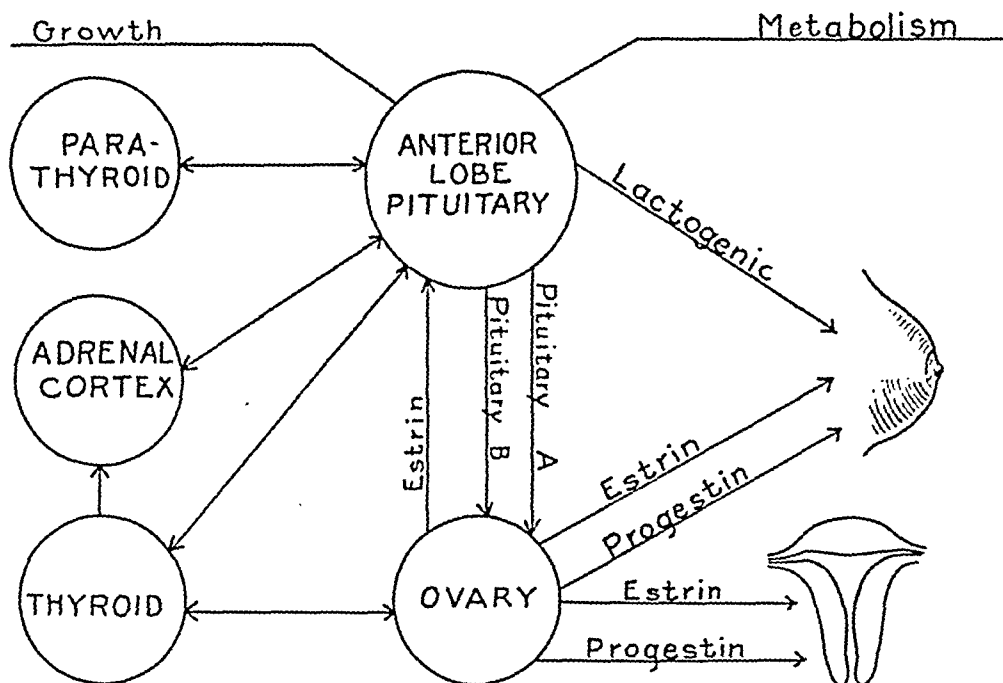 Growth
Metabolism
PARA-
THYROID
ANTERIOR
LOBE
PITUITARY
Lactogenic
ADRENAL
CORTEX
Estrin
Pituitary B
Pituitary A
Estrin
Progestin
THYROID
OVARY
Estrin
Progestin